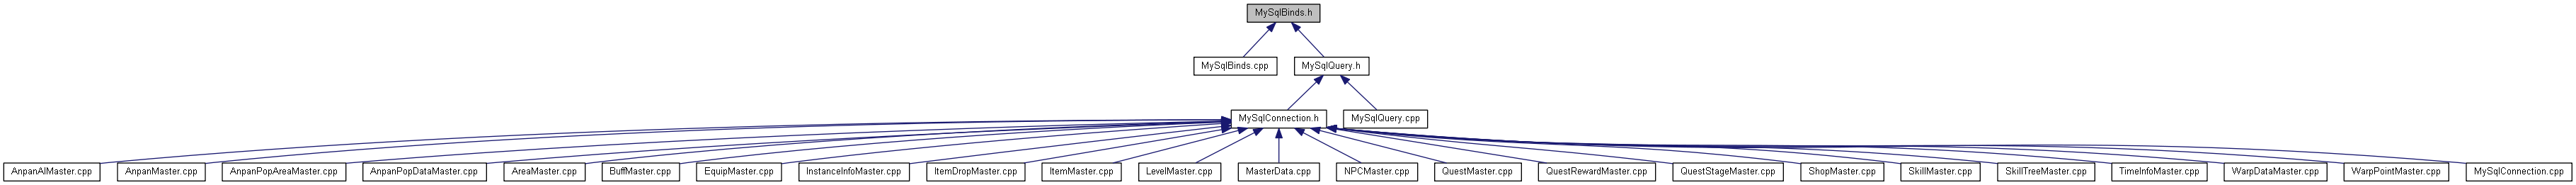 MySqlBinds.h
MySqlBinds.cpp
MySqlQuery.h
MySqlConnection.h
MySqlQuery.cpp
AnpanAIMaster.cpp
AnpanMaster.cpp
AnpanPopAreaMaster.cpp
AnpanPopDataMaster.cpp
AreaMaster.cpp
BuffMaster.cpp
EquipMaster.cpp
InstanceInfoMaster.cpp
ItemDropMaster.cpp
ItemMaster.cpp
LevelMaster.cpp
MasterData.cpp
NPCMaster.cpp
QuestMaster.cpp
QuestRewardMaster.cpp
QuestStageMaster.cpp
ShopMaster.cpp
SkillMaster.cpp
SkillTreeMaster.cpp
TimeInfoMaster.cpp
WarpDataMaster.cpp
WarpPointMaster.cpp
MySqlConnection.cpp